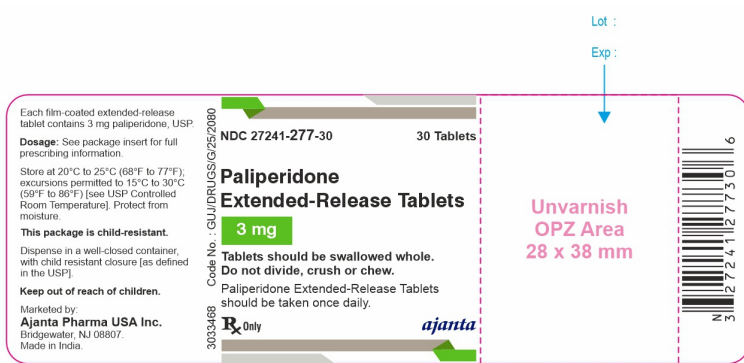 Lot :
Exp :
Each film-coated extended-release
tablet contains 3 mg paliperidone, USP.
Dosage: See package insert for full
prescribing information.
Store at 20°C to 25°C (68°F to 77°F);
excursions permitted to 15°C to 30°C
(59°F to 86°F) [see USP Controlled
Room Temperature]. Protect from
moisture.
This package is child-resistant.
Dispense in a well-closed container,
with child resistant closure [as defined
in the USP].
Keep out of reach of children.
Marketed by:
Ajanta Pharma USA Inc.
Bridgewater, NJ 08807.
Made in India.
3033468 Code No. : GUJ/DRUGS/G/25/2080
NDC 27241-277-30 30 Tablets
Paliperidone
Extended-Release Tablets
3 mg
Tablets should be swallowed whole.
Do not divide, crush or chew.
Paliperidone Extended-Release Tablets
should be taken once daily.
Rx Only ajanta
Unvarnish
OPZ Area
28 x 38 mm
N 3 27241 27730 6